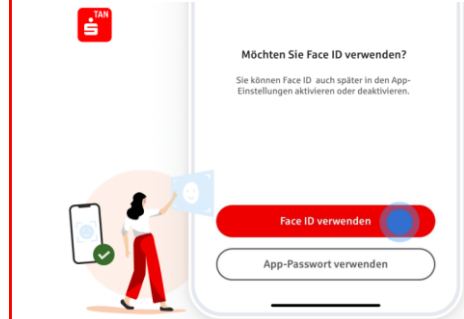 TAN
Möchten Sie Face ID verwenden?
Sie können Face ID auch später in den App-
Einstellungen aktivieren oder deaktivieren.
Face ID verwenden
App-Passwort verwenden